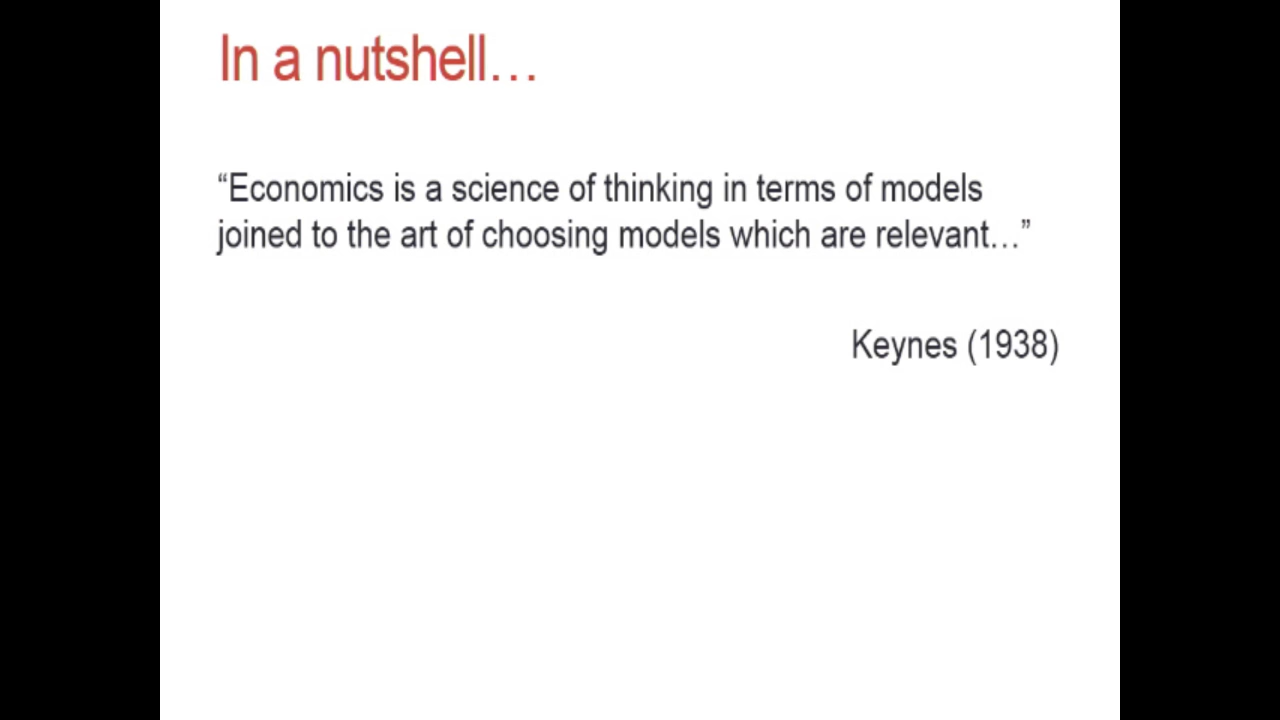 In a nutshell…
“Economics is a science of thinking in terms of models
joined to the art of choosing models which are relevant…”
Keynes (1938)